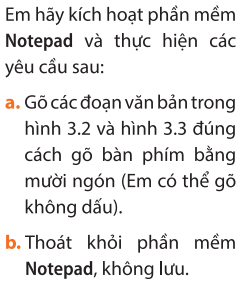 Em hãy kích hoạt phần mềm
Notepad và thực hiện các
yêu cầu sau:
a. Gõ các đoạn văn bản trong
hình 3.2 và hình 3.3 đúng
cách gõ bàn phím bằng
mười ngón (Em có thể gõ
không dấu).
b. Thoát khỏi phần mềm
Notepad, không lưu.